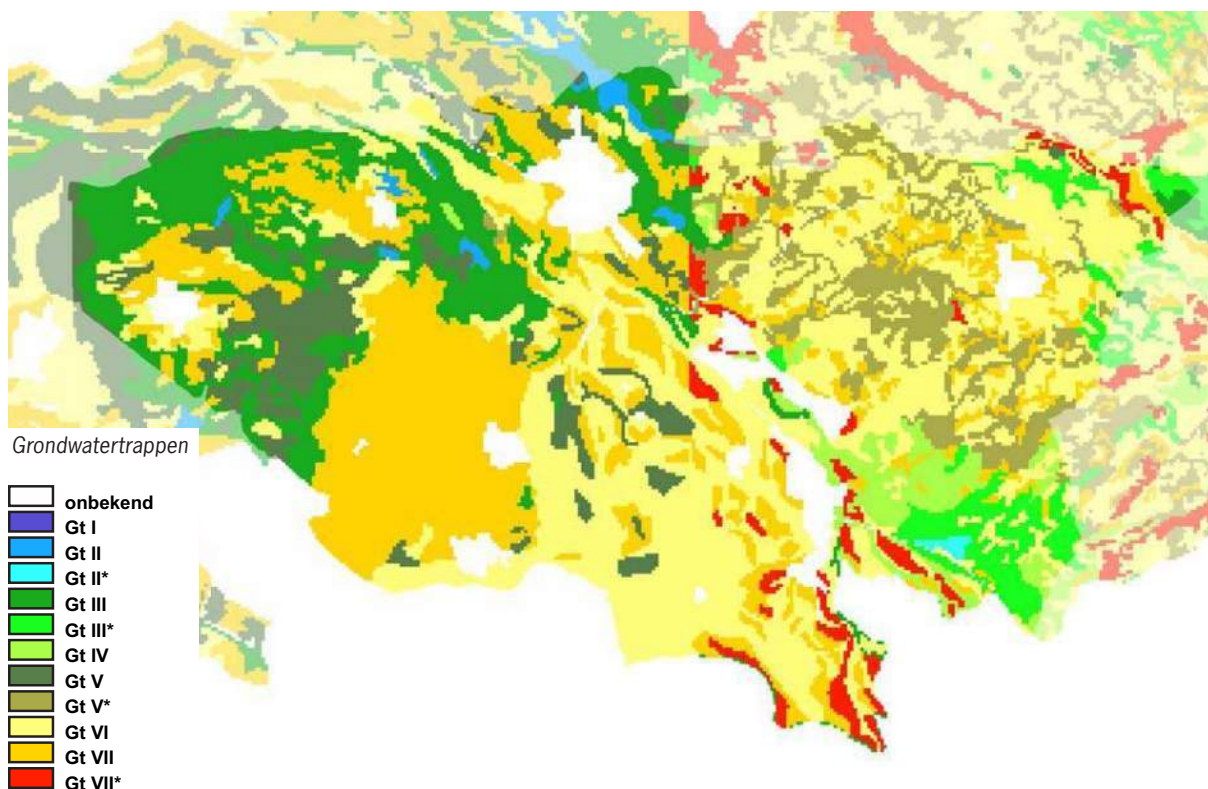 Grondwatertrappen
onbekend
Gt I
Gt II
Gt II*
Gt III
Gt III*
Gt IV
Gt V
Gt V*
Gt VI
Gt VII
Gt VII*